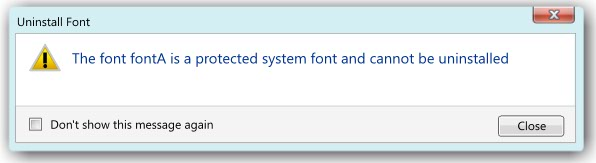 Uninstall Font
The font fontA is a protected system font and cannot be uninstalled
Don't show this message again
Close